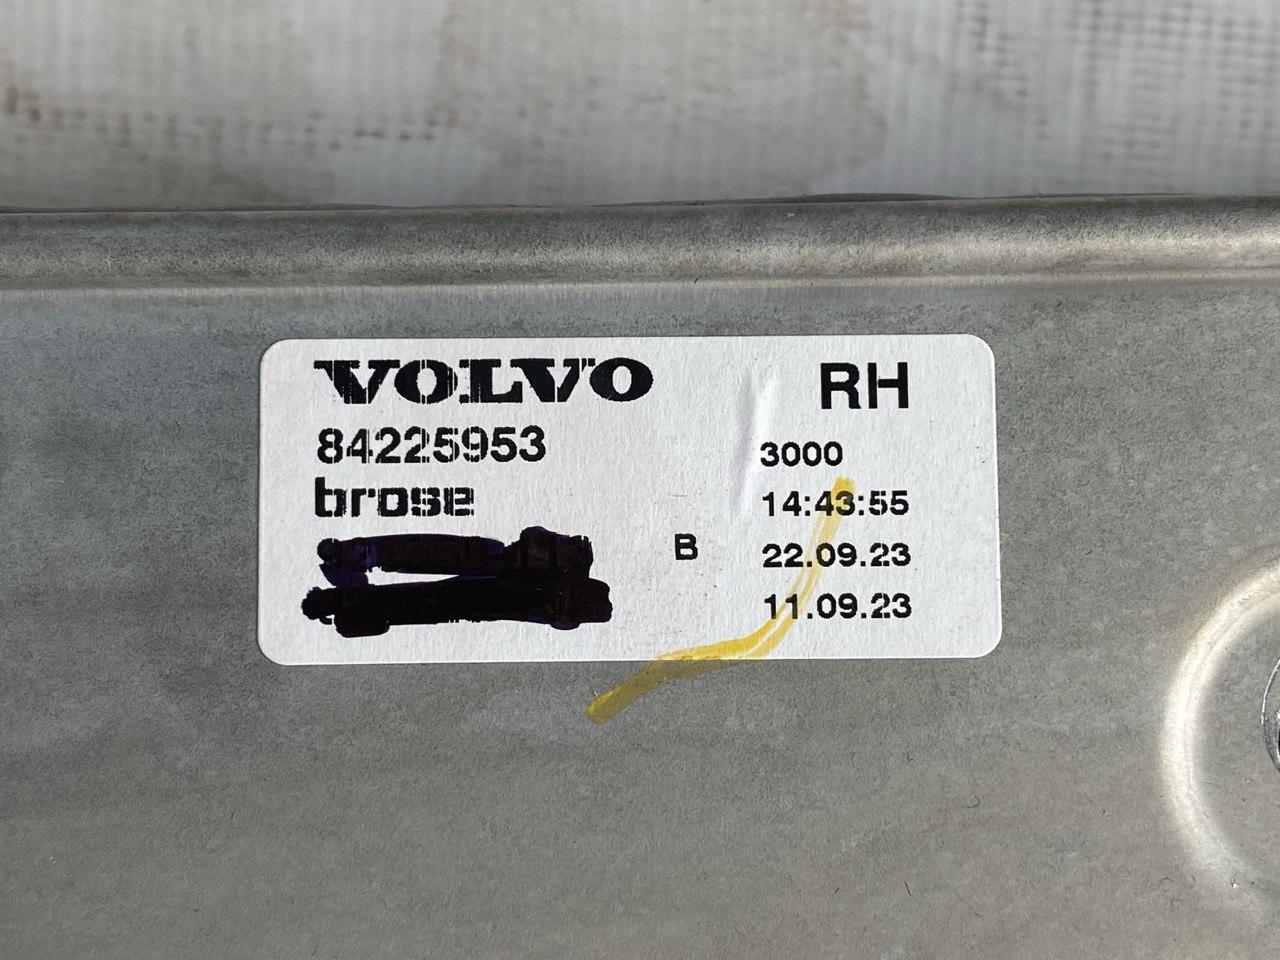 VOLVO RH
84225953 3000
brose 14:43:55
B 22.09.23
11.09.23